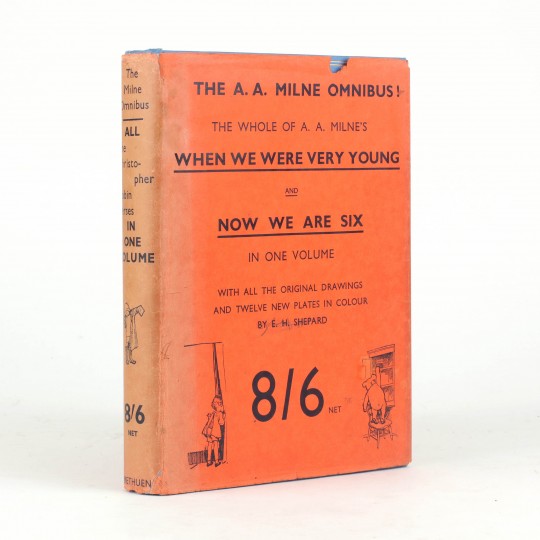 The
Milne
Omnibus
ALL
pher
IN
ONE
8/6
NET
THE A. A. MILNE OMNIBUS!
THE WHOLE OF A. A. MILNE'S
WHEN WE WERE VERY YOUNG
AND
NOW WE ARE SIX
IN ONE VOLUME
WITH ALL THE ORIGINAL DRAWINGS
AND TWELVE NEW PLATES IN COLOUR
BY E. H. SHEPARD
8/6 NET